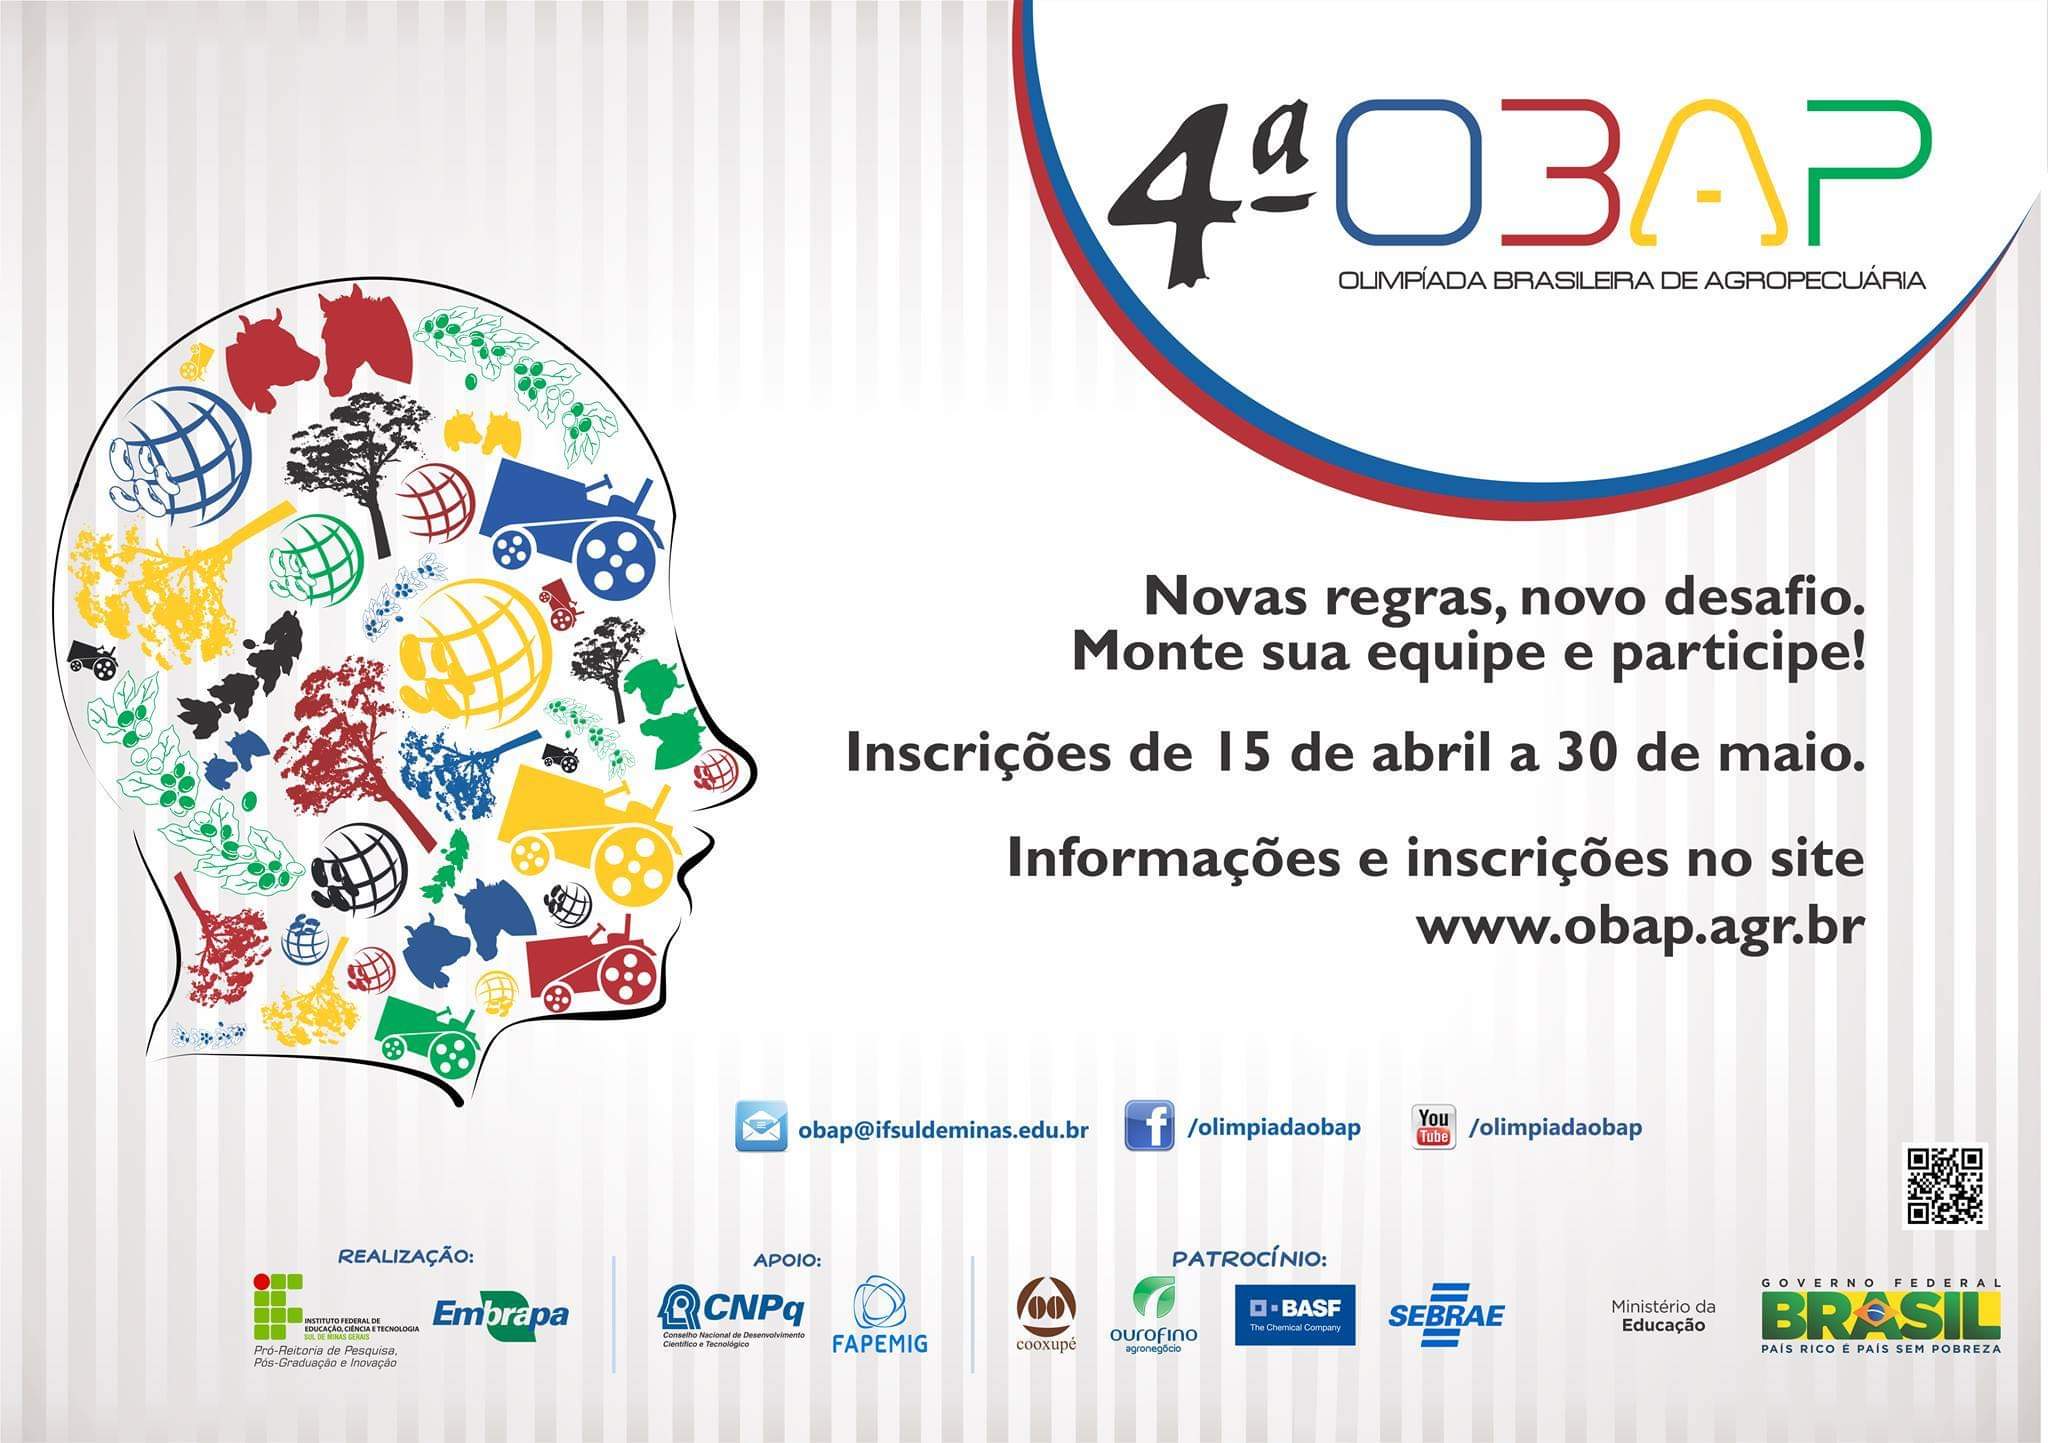 4ª OBAP
OLIMPÍADA BRASILEIRA DE AGROPECUÁRIA
Novas regras, novo desafio.
Monte sua equipe e participe!
Inscrições de 15 de abril a 30 de maio.
Informações e inscrições no site
www.obap.agr.br
obap@ifsuldeminas.edu.br
/olimpiadaobap
You
Tube
/olimpiadaobap
REALIZAÇÃO:
INSTITUTO FEDERAL DE
EDUCAÇÃO, CIÊNCIA E TECNOLOGIA
SUL DE MINAS GERAIS
Pró-Reitoria de Pesquisa,
Pós-Graduação e Inovação
Embrapa
APOIO:
CNPq
Conselho Nacional de Desenvolvimento
Científico e Tecnológico
FAPEMIG
PATROCÍNIO:
cooxupé
ourofino
agronegócio
BASF
The Chemical Company
SEBRAE
Ministério da
Educação
GOVERNO FEDERAL
BRASIL
PAÍS RICO É PAÍS SEM POBREZA